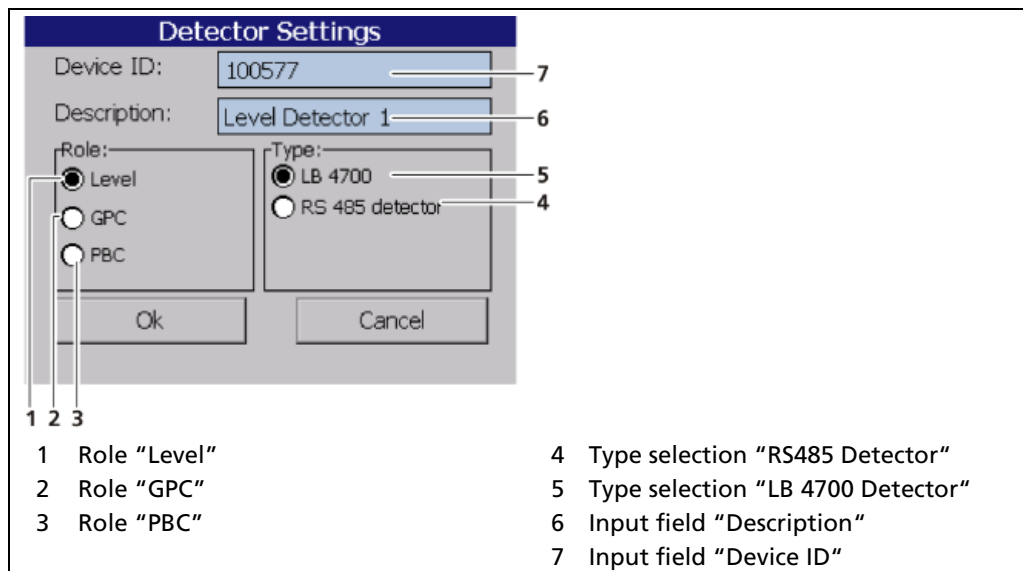 Detector Settings
Device ID: 100577 7
Description: Level Detector 1 6
Role: Type:
Level LB 4700 5
GPC RS 485 detector 4
PBC
Ok Cancel
1 2 3
1 Role “Level”
2 Role “GPC”
3 Role “PBC”
4 Type selection “RS485 Detector“
5 Type selection “LB 4700 Detector“
6 Input field “Description“
7 Input field “Device ID“